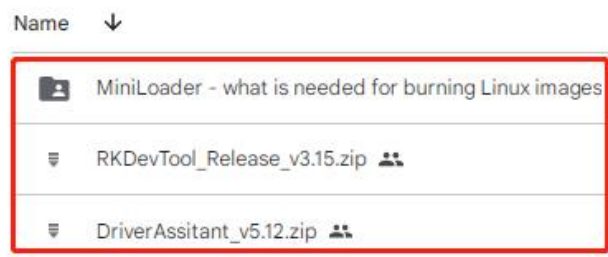 Name
MiniLoader - what is needed for burning Linux images
RKDevTool_Release_v3.15.zip
DriverAssitant_v5.12.zip